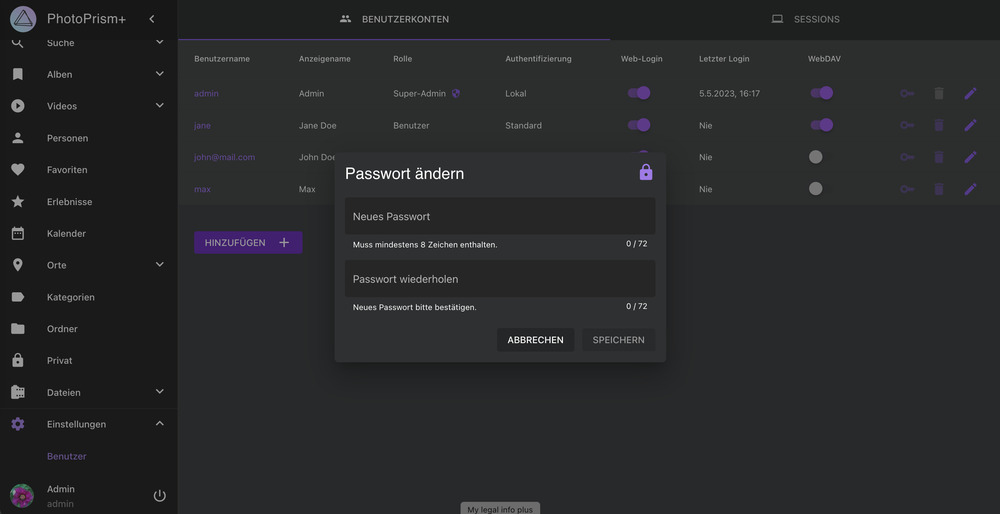 PhotoPrism+
Suche
Alben
Videos
Personen
Favoriten
Erlebnisse
Kalender
Orte
Kategorien
Ordner
Privat
Dateien
Einstellungen
Benutzer
Admin
admin
BENUTZERKONTEN
SESSIONS
Benutzername Anzeigename Rolle Authentifizierung Web-Login Letzter Login WebDAV
admin Admin Super-Admin Lokal 5.5.2023, 16:17
jane Jane Doe Benutzer Standard Nie
john@mail.com John Doe Nie
max Max Nie
HINZUFÜGEN
Passwort ändern
Neues Passwort
Muss mindestens 8 Zeichen enthalten. 0 / 72
Passwort wiederholen
Neues Passwort bitte bestätigen. 0 / 72
ABBRECHEN SPEICHERN
My legal info plus